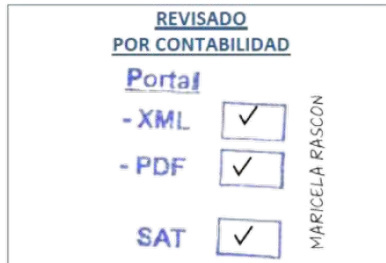 REVISADO
POR CONTABILIDAD
Portal
- XML ✓
- PDF ✓
SAT ✓
MARICELA RASCON